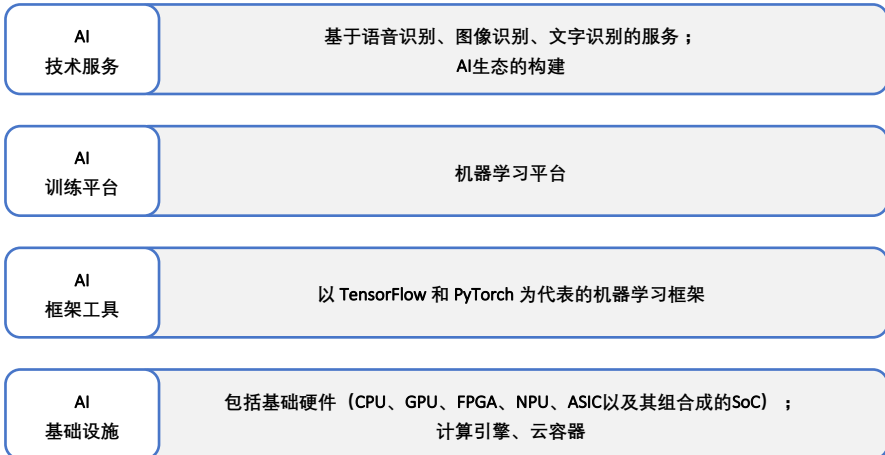 AI
技术服务
基于语音识别、图像识别、文字识别的服务；
AI生态的构建
AI
训练平台
机器学习平台
AI
框架工具
以 TensorFlow 和 PyTorch 为代表的机器学习框架
AI
基础设施
包括基础硬件（CPU、GPU、FPGA、NPU、ASIC以及其组合成的SoC）；
计算引擎、云容器